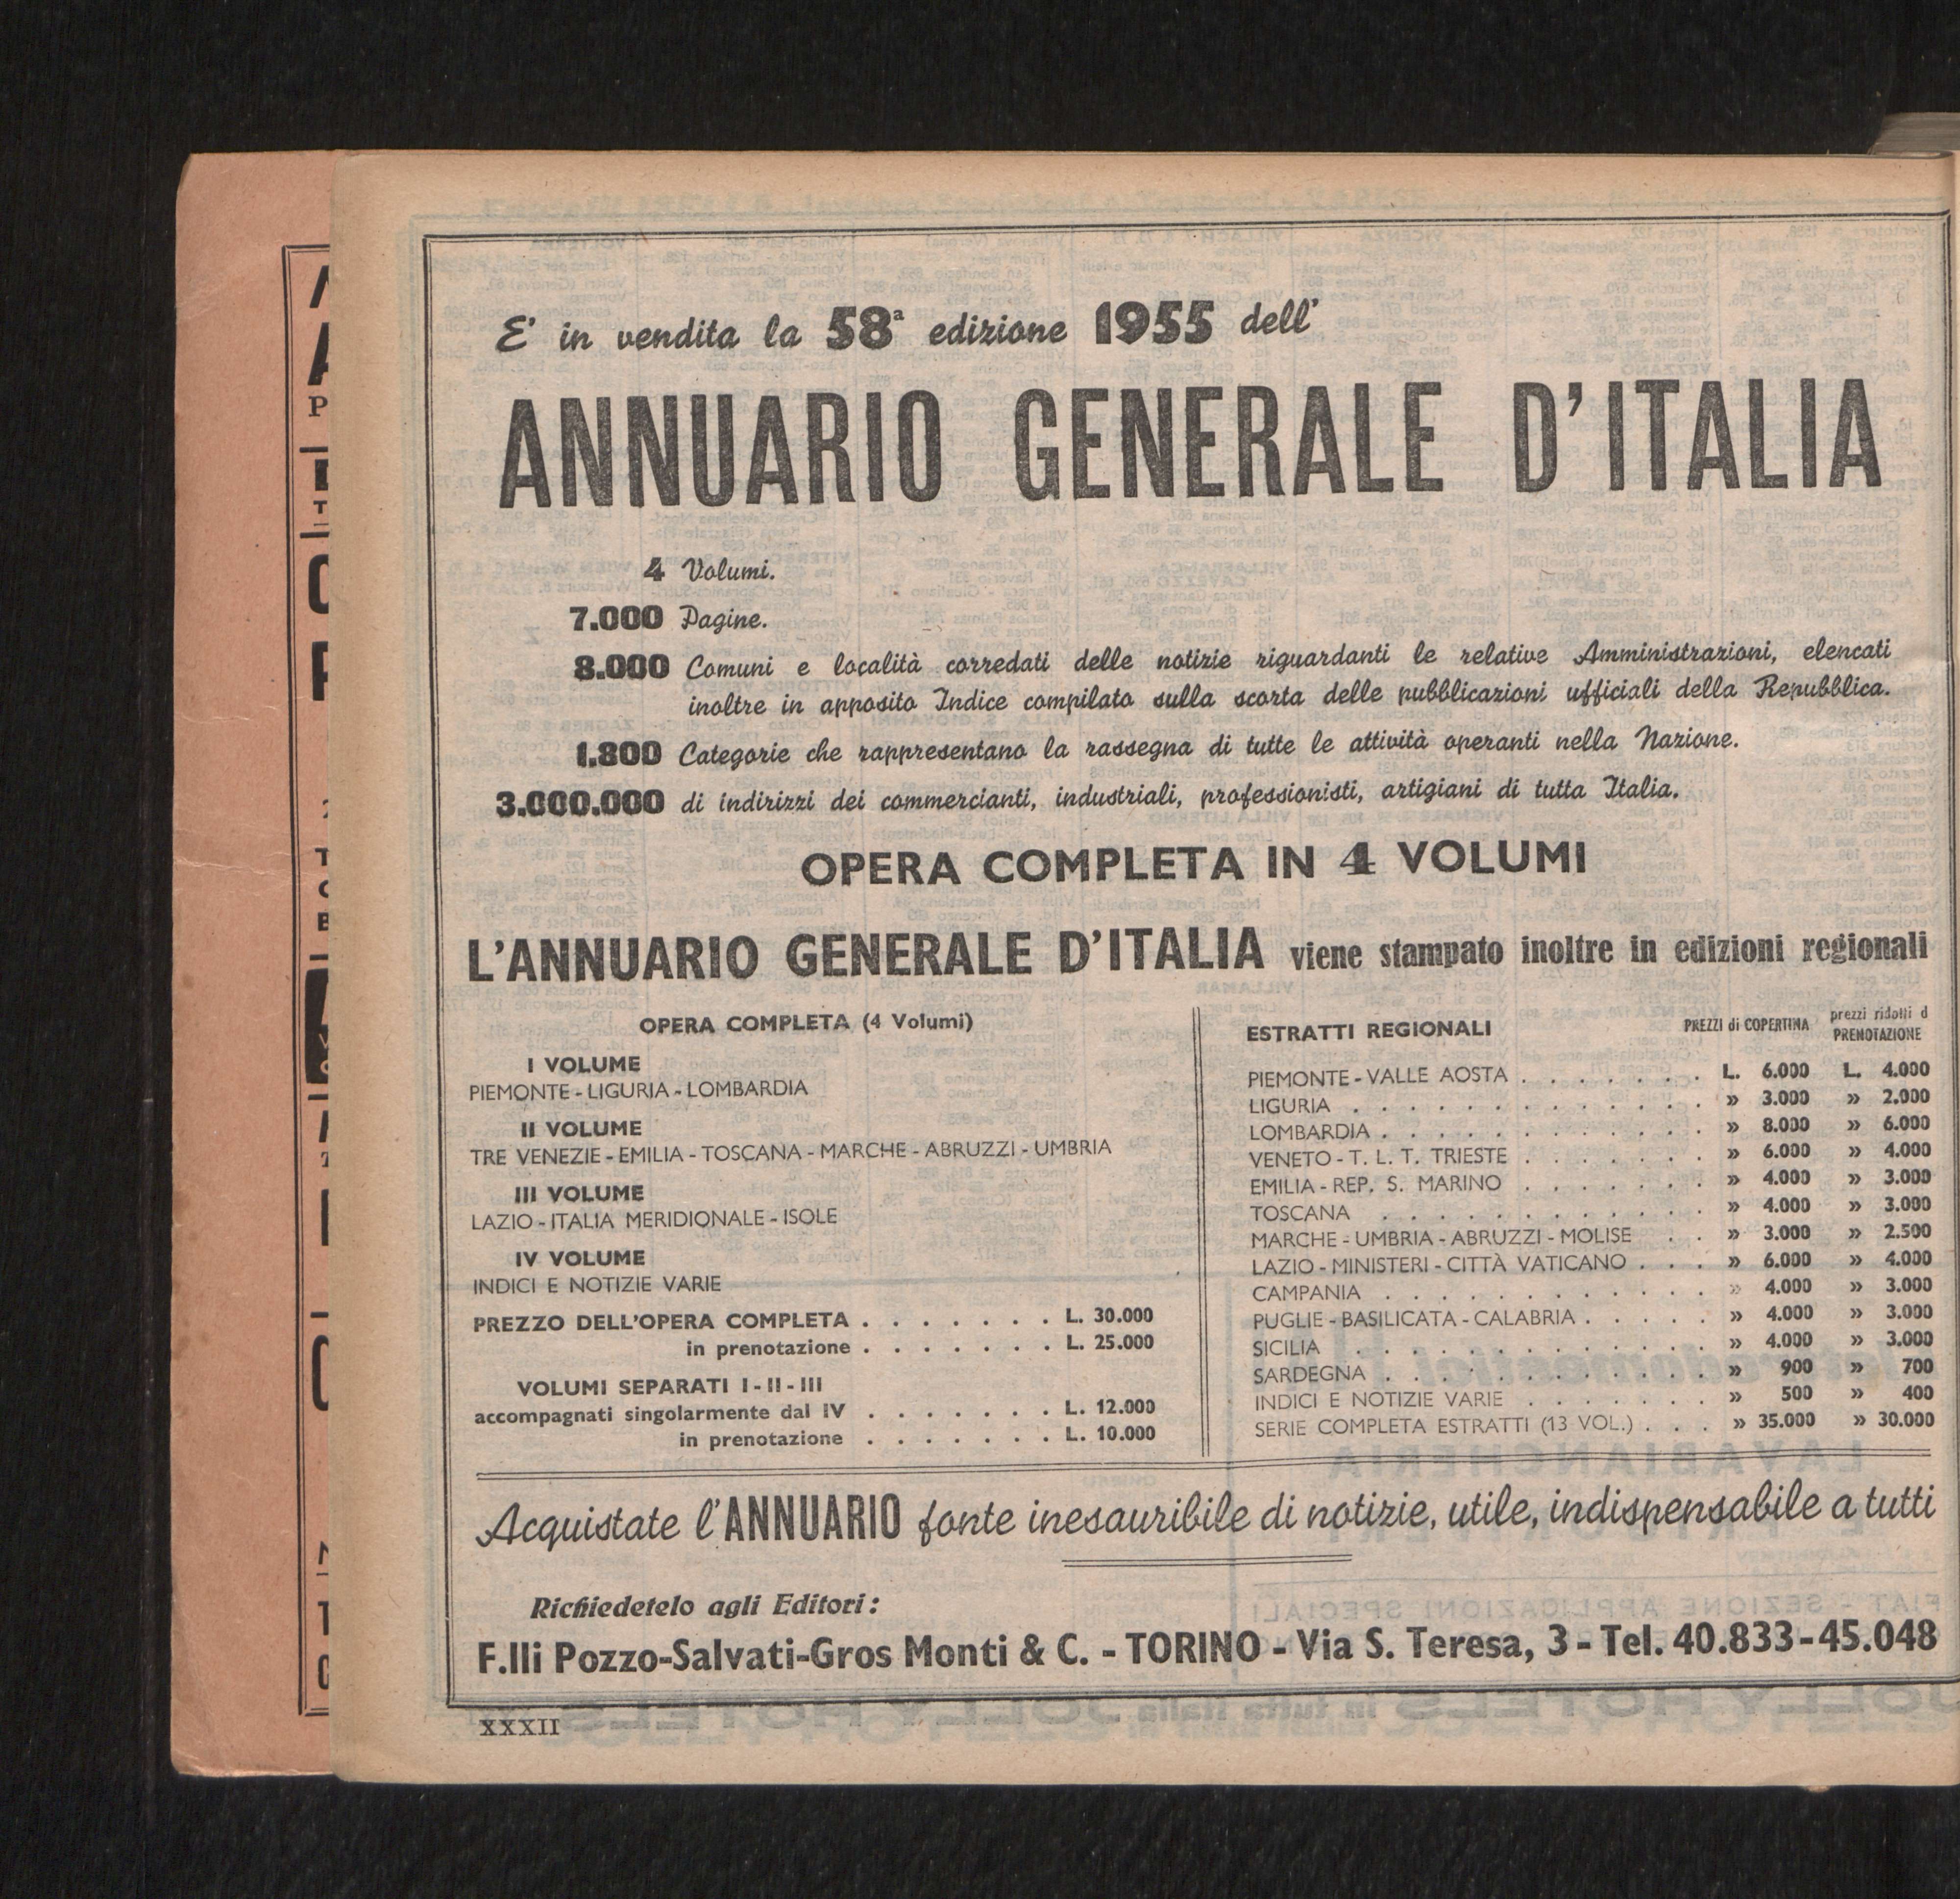 E' in vendita la 58ª edizione 1955 dell'
ANNUARIO GENERALE D'ITALIA
4 Volumi.
7.000 Pagine.
8.000 Comuni e località corredati delle notizie riguardanti le relative Amministrazioni, elencati
inoltre in apposito Indice compilato sulla scorta delle pubblicazioni ufficiali della Repubblica.
1.800 Categorie che rappresentano la rassegna di tutte le attività operanti nella Nazione.
3.000.000 di indirizzi dei commercianti, industriali, professionisti, artigiani di tutta Italia.
OPERA COMPLETA IN 4 VOLUMI
L'ANNUARIO GENERALE D'ITALIA viene stampato inoltre in edizioni regionali
OPERA COMPLETA (4 Volumi)
I VOLUME
PIEMONTE - LIGURIA - LOMBARDIA
II VOLUME
TRE VENEZIE - EMILIA - TOSCANA - MARCHE - ABRUZZI - UMBRIA
III VOLUME
LAZIO - ITALIA MERIDIONALE - ISOLE
IV VOLUME
INDICI E NOTIZIE VARIE
PREZZO DELL'OPERA COMPLETA . . . . . . . L. 30.000
in prenotazione . . . . . . . L. 25.000
VOLUMI SEPARATI I - II - III
accompagnati singolarmente dal IV . . . . . . . L. 12.000
in prenotazione . . . . . . . L. 10.000
ESTRATTI REGIONALI PREZZI di COPERTINA prezzi ridotti d
PRENOTAZIONE
PIEMONTE - VALLE AOSTA . . . . . . . L. 6.000 L. 4.000
LIGURIA . . . . . . . . . . . . . » 3.000 » 2.000
LOMBARDIA . . . . . . . . . . . . » 8.000 » 6.000
VENETO - T. L. T. TRIESTE . . . . . . . » 6.000 » 4.000
EMILIA - REP. S. MARINO . . . . . . . » 4.000 » 3.000
TOSCANA . . . . . . . . . . . . » 4.000 » 3.000
MARCHE - UMBRIA - ABRUZZI - MOLISE . . » 3.000 » 2.500
LAZIO - MINISTERI - CITTÀ VATICANO . . . » 6.000 » 4.000
CAMPANIA . . . . . . . . . . . . » 4.000 » 3.000
PUGLIE - BASILICATA - CALABRIA . . . . . » 4.000 » 3.000
SICILIA . . . . . . . . . . . . . » 4.000 » 3.000
SARDEGNA . . . . . . . . . . . . » 900 » 700
INDICI E NOTIZIE VARIE . . . . . . . » 500 » 400
SERIE COMPLETA ESTRATTI (13 VOL.) . . . » 35.000 » 30.000
Acquistate l'ANNUARIO fonte inesauribile di notizie, utile, indispensabile a tutti
Richiedetelo agli Editori:
F.lli Pozzo-Salvati-Gros Monti & C. - TORINO - Via S. Teresa, 3 - Tel. 40.833-45.048
XXXII